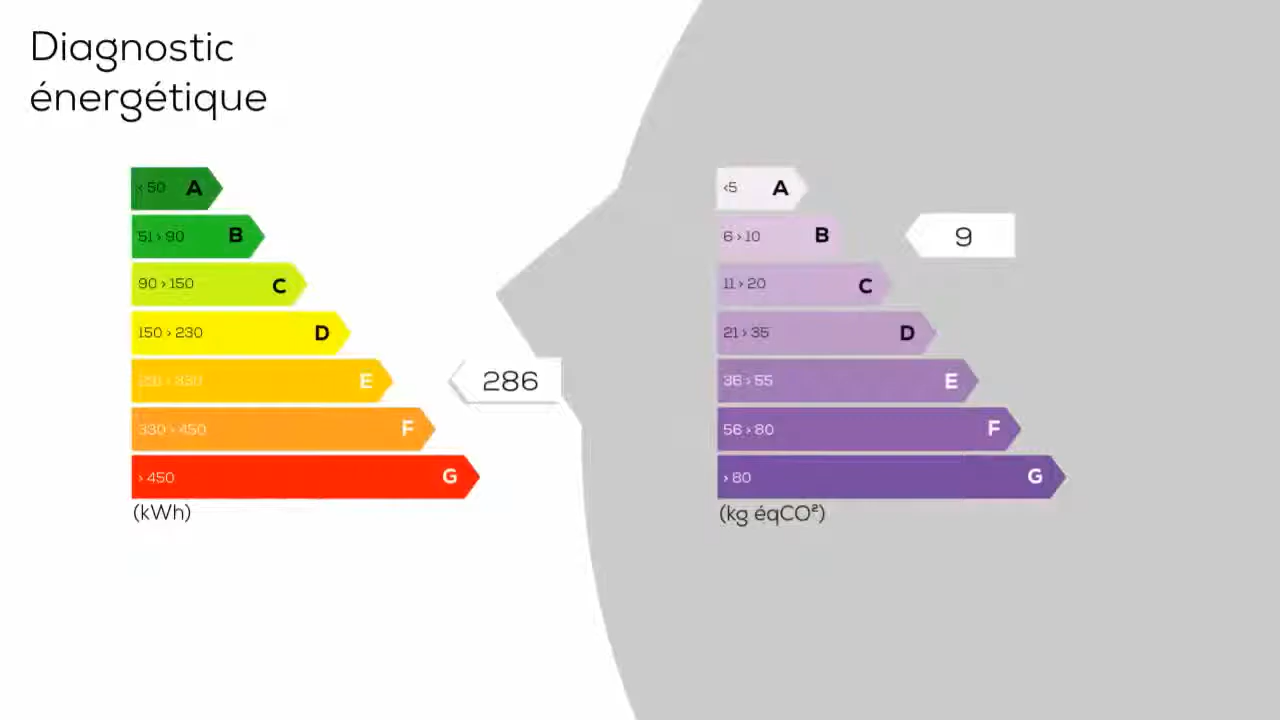 Diagnostic
énergétique
< 50 A
51 > 90 B
90 > 150 C
150 > 230 D
E
286
330 > 450 F
> 450 G
(kWh)
<5 A
6 > 10 B
9
11 > 20 C
21 > 35 D
36 > 55 E
56 > 80 F
> 80 G
(kg éqCO²)